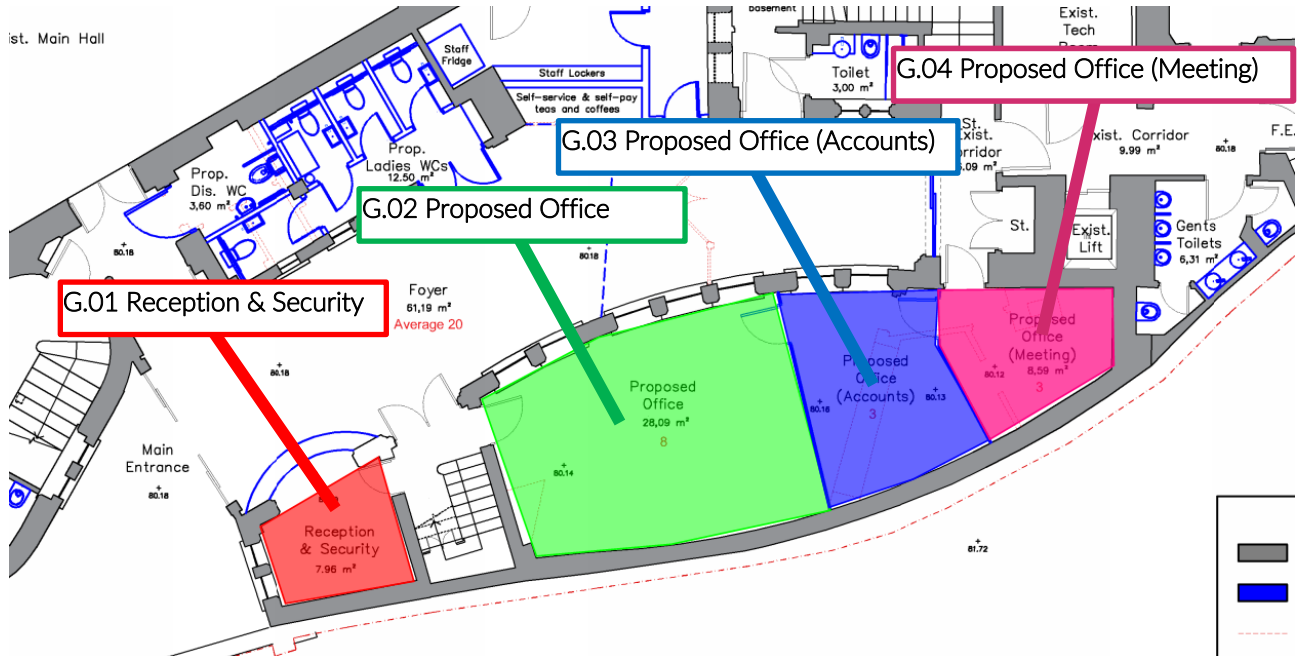 ist. Main Hall
basement
Exist.
Tech
Staff
Fridge
Staff Lockers
Self-service & self-pay
teas and coffees
Toilet
3,00 m²
G.04 Proposed Office (Meeting)
G.03 Proposed Office (Accounts)
St.
Exist. Corridor
9.99 m²
80.18
F.E.
Prop.
Ladies WCs
12.50 m²
Prop.
Dis. WC
3,60 m²
G.02 Proposed Office
80.18
80.18
St.
Exist.
Lift
Gents
Toilets
6,31 m²
G.01 Reception & Security
Foyer
61,19 m²
Average 20
80.18
Proposed
Office
(Meeting)
8,59 m²
3
80.12
Proposed
Office
(Accounts)
3
80.16
80.13
Proposed
Office
28,09 m²
8
80.14
Main
Entrance
80.18
Reception
& Security
7.96 m²
81.72